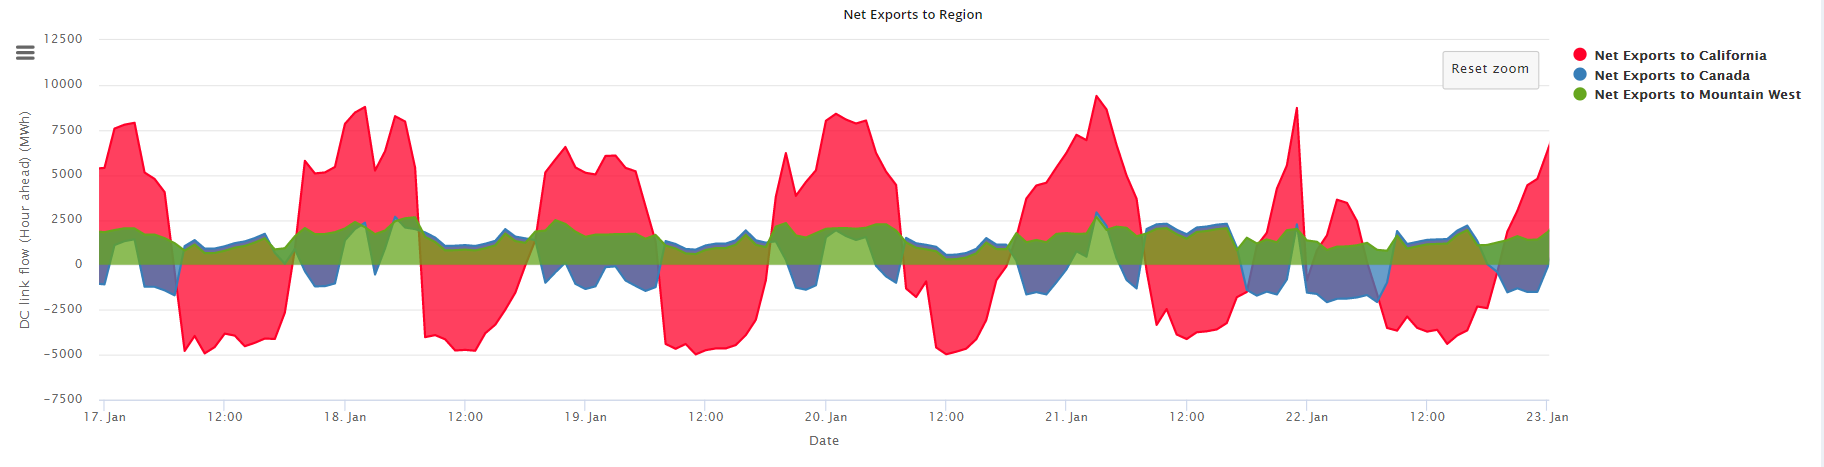 Net Exports to Region
12500
10000
7500
5000
2500
0
−2500
−5000
−7500
DC link flow (Hour ahead) (MWh)
Reset zoom
Net Exports to California
Net Exports to Canada
Net Exports to Mountain West
17. Jan 12:00 18. Jan 12:00 19. Jan 12:00 20. Jan 12:00 21. Jan 12:00 22. Jan 12:00 23. Jan
Date